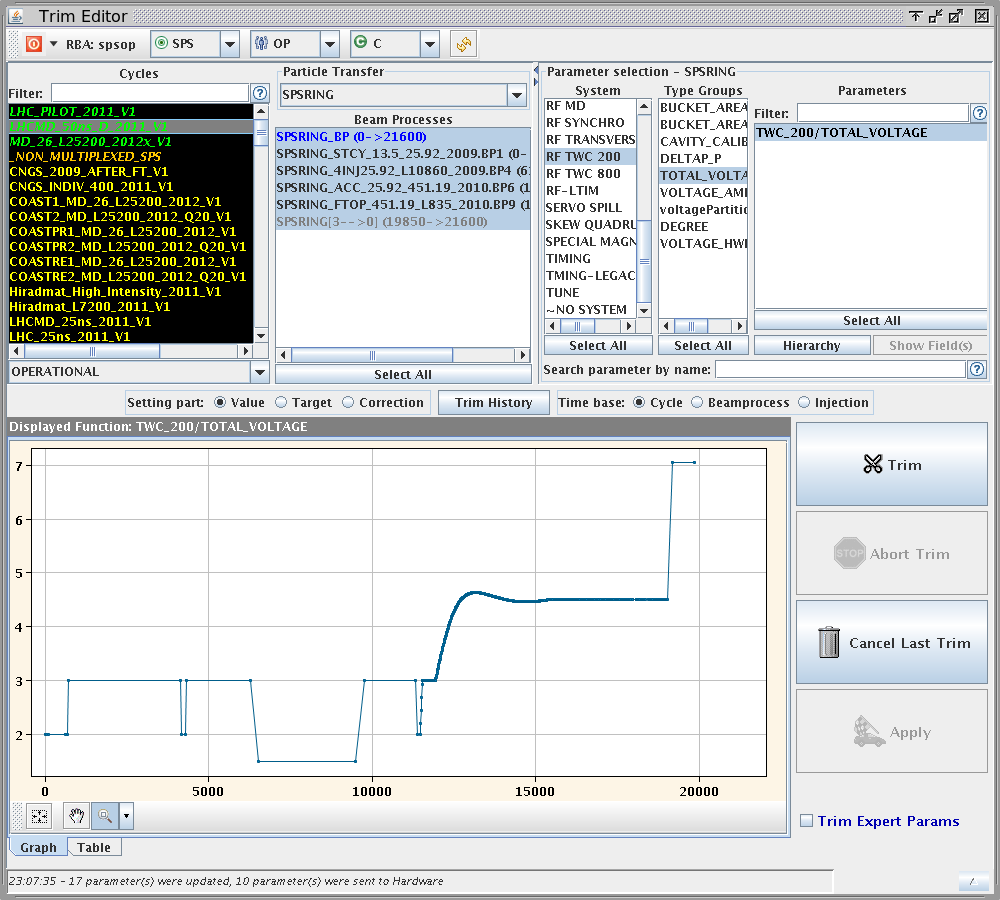 Trim Editor
RBA: spsop
SPS
OP
C
Cycles
Filter:
LHC_PILOT_2011_V1
LHCMD_50ns_D_2011_V1
MD_26_L25200_2012x_V1
_NON_MULTIPLEXED_SPS
CNGS_2009_AFTER_FT_V1
CNGS_INDIV_400_2011_V1
COAST1_MD_26_L25200_2012_V1
COAST2_MD_L25200_2012_Q20_V1
COASTPR1_MD_26_L25200_2012_V1
COASTPR2_MD_L25200_2012_Q20_V1
COASTRE1_MD_26_L25200_2012_V1
COASTRE2_MD_L25200_2012_Q20_V1
Hiradmat_High_Intensity_2011_V1
Hiradmat_L7200_2011_V1
LHCMD_25ns_2011_V1
LHC_25ns_2011_V1
OPERATIONAL
Particle Transfer
SPSRING
Beam Processes
SPSRING_BP (0->21600)
SPSRING_STCY_13.5_25.92_2009.BP1 (0-
SPSRING_4INJ25.92_L10860_2009.BP4 (6
SPSRING_ACC_25.92_451.19_2010.BP6 (1
SPSRING_FTOP_451.19_L835_2010.BP9 (1
SPSRING[3-->0] (19850->21600)
Select All
Parameter selection - SPSRING
System
RF MD
RF SYNCHRO
RF TRANSVERS
RF TWC 200
RF TWC 800
RF-LTIM
SERVO SPILL
SKEW QUADRU
SPECIAL MAGN
TIMING
TMING-LEGAC
TUNE
~NO SYSTEM
Select All
Type Groups
BUCKET_AREA
BUCKET_AREA
CAVITY_CALIB
DELTAP_P
TOTAL_VOLTA
VOLTAGE_AMI
voltagePartitio
DEGREE
VOLTAGE_HWI
Select All
Parameters
Filter:
TWC_200/TOTAL_VOLTAGE
Select All
Hierarchy
Show Field(s)
Search parameter by name:
Setting part: Value Target Correction
Trim History
Time base: Cycle Beamprocess Injection
Displayed Function: TWC_200/TOTAL_VOLTAGE
7
6
5
4
3
2
0 5000 10000 15000 20000
Trim
STOP Abort Trim
Cancel Last Trim
Apply
Trim Expert Params
Graph
Table
23:07:35 - 17 parameter(s) were updated, 10 parameter(s) were sent to Hardware